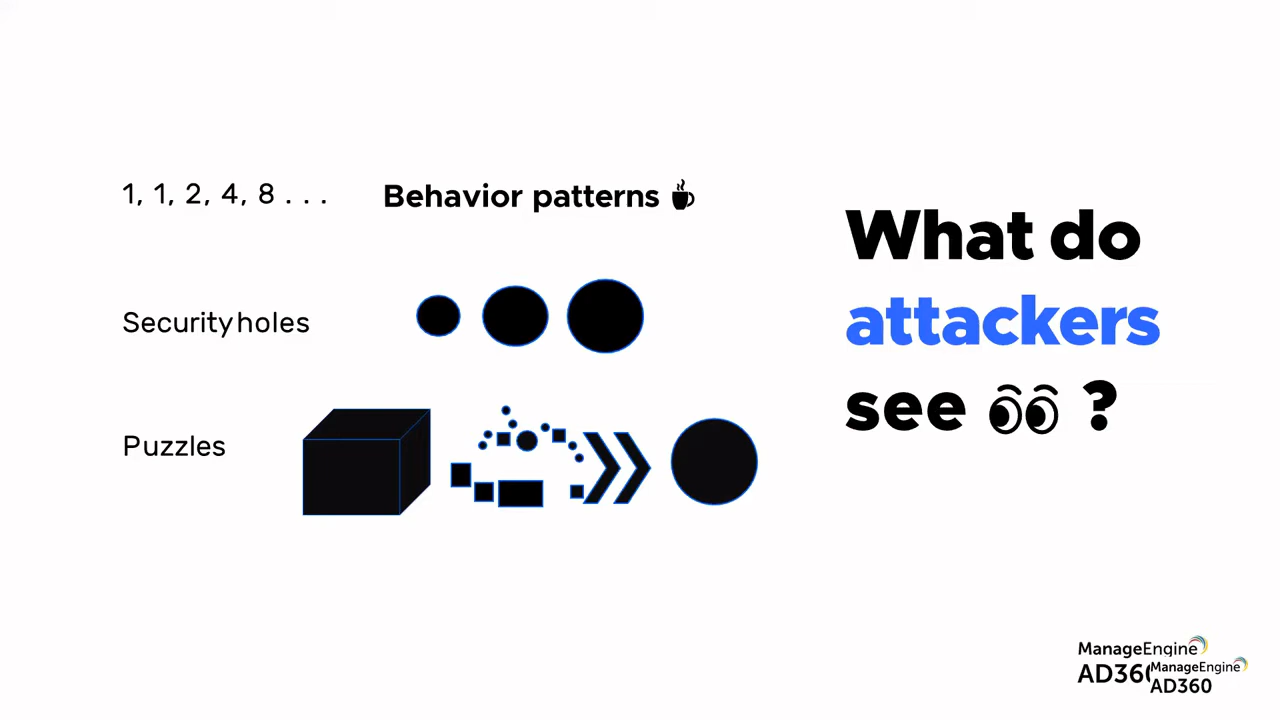 1, 1, 2, 4, 8 . . .
Behavior patterns
Security holes
Puzzles
What do
attackers
see ?
ManageEngine
AD360
ManageEngine
AD360